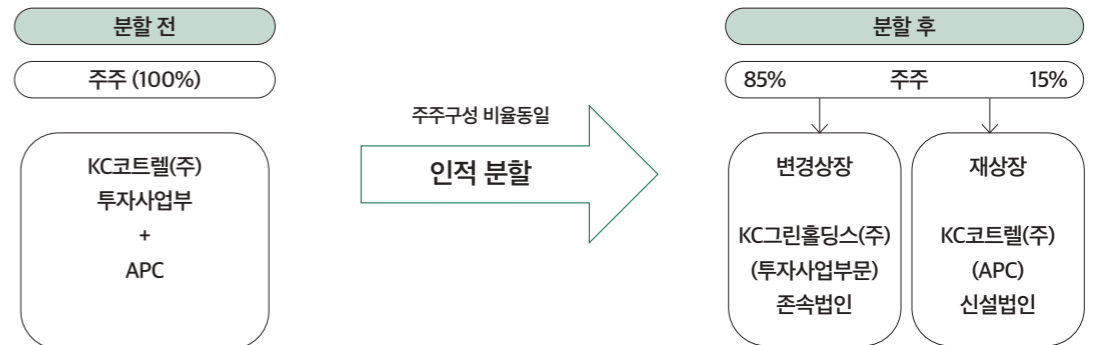 분할 전
주주 (100%)
KC코트렐(주)
투자사업부
+
APC
주주구성 비율동일
인적 분할
분할 후
85% 주주 15%
변경상장
KC그린홀딩스(주)
(투자사업부문)
존속법인
재상장
KC코트렐(주)
(APC)
신설법인